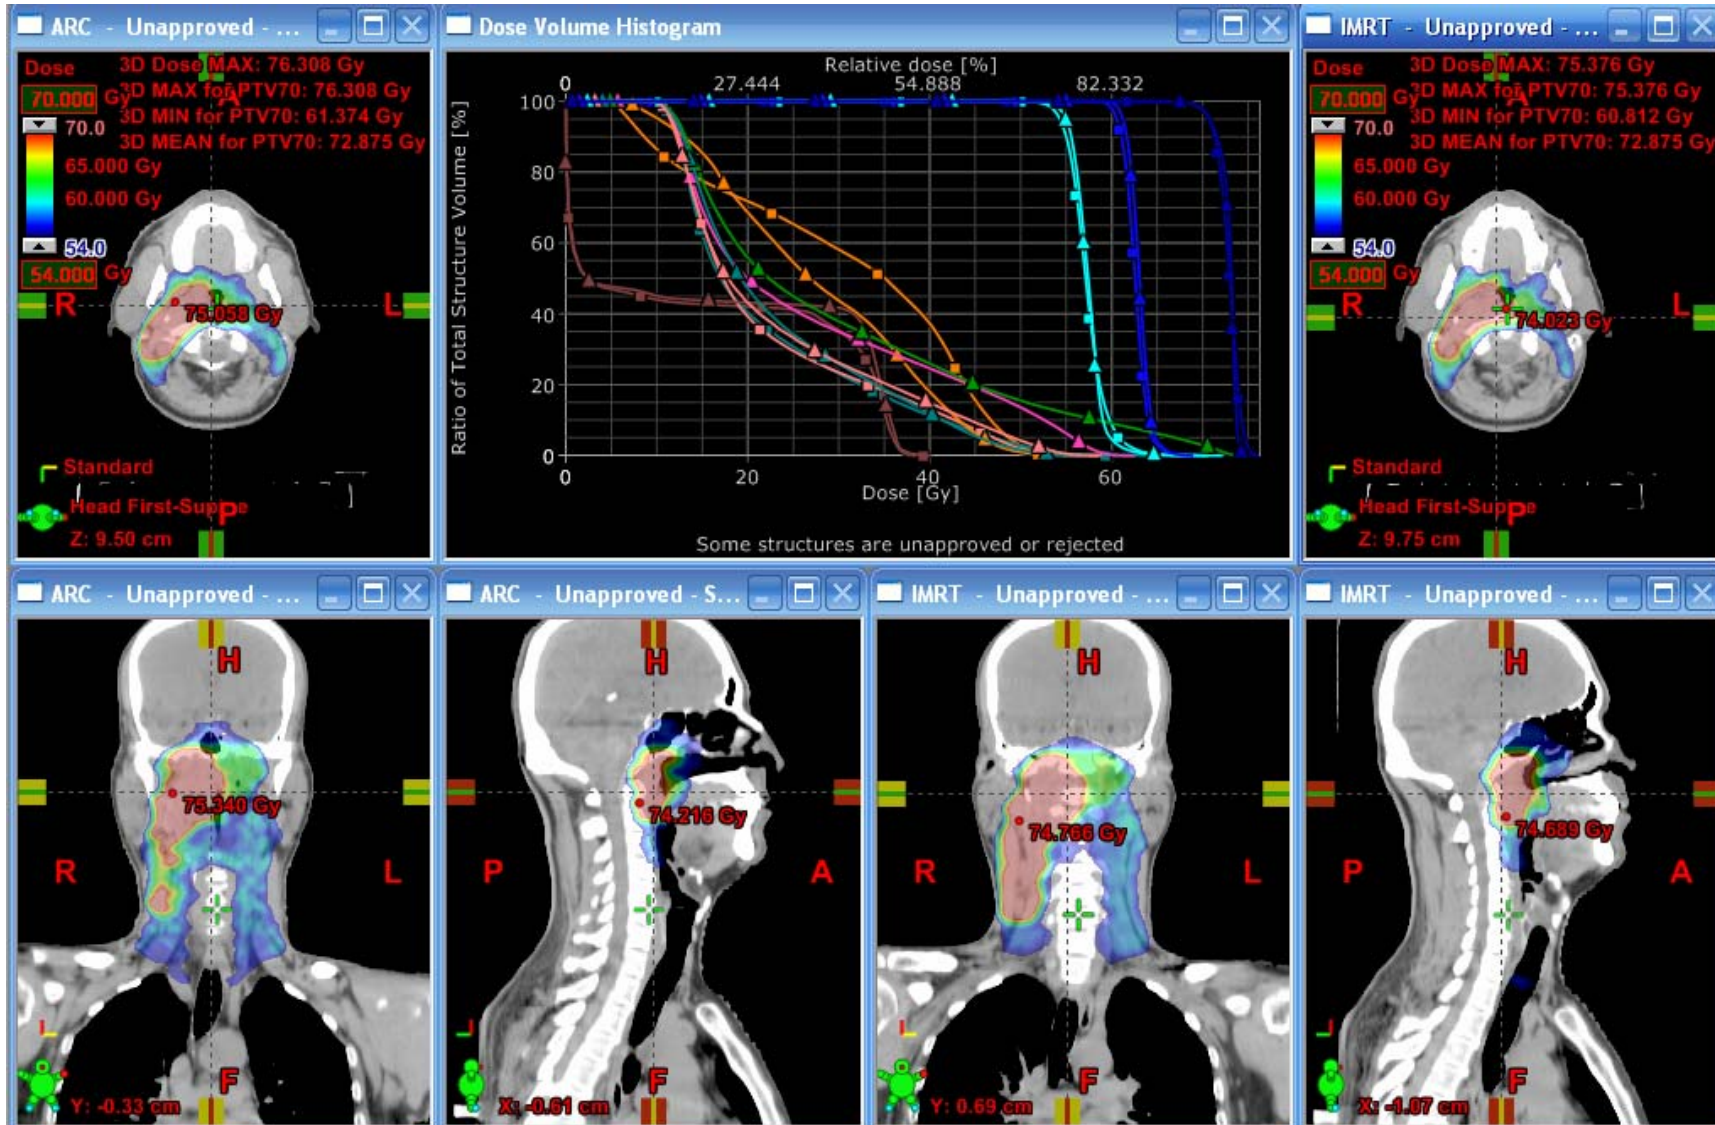 ARC - Unapproved - ...
Dose
3D Dose MAX: 76.308 Gy
70.000 Gy
3D MAX for PTV70: 76.308 Gy
A
70.0
3D MIN for PTV70: 61.374 Gy
3D MEAN for PTV70: 72.875 Gy
65.000 Gy
60.000 Gy
54.0
54.000 Gy
R
L
75.058 Gy
Standard
Head First-Supine
P
Z: 9.50 cm
Dose Volume Histogram
Relative dose [%]
0 27.444 54.888 82.332
Ratio of Total Structure Volume [%]
100
80
60
40
20
0
0 20 40 60
Dose [Gy]
Some structures are unapproved or rejected
IMRT - Unapproved - ...
Dose
3D Dose MAX: 75.376 Gy
70.000 Gy
3D MAX for PTV70: 75.376 Gy
A
70.0
3D MIN for PTV70: 60.812 Gy
3D MEAN for PTV70: 72.875 Gy
65.000 Gy
60.000 Gy
54.0
54.000 Gy
R
L
74.023 Gy
Standard
Head First-Supine
P
Z: 9.75 cm
ARC - Unapproved - ...
H
75.340 Gy
R
L
F
Y: -0.33 cm
ARC - Unapproved - S...
H
74.216 Gy
P
A
F
X: -0.61 cm
IMRT - Unapproved - ...
H
74.766 Gy
R
L
F
Y: 0.69 cm
IMRT - Unapproved - ...
H
74.689 Gy
P
A
F
X: -1.07 cm